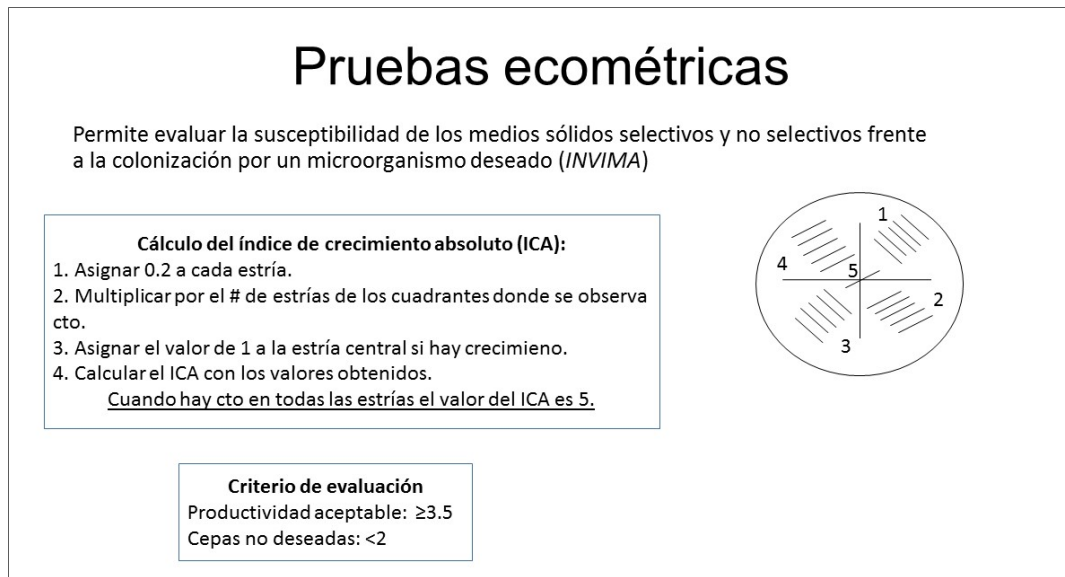 Pruebas ecométricas
Permite evaluar la susceptibilidad de los medios sólidos selectivos y no selectivos frente
a la colonización por un microorganismo deseado (INVIMA)
Cálculo del índice de crecimiento absoluto (ICA):
1. Asignar 0.2 a cada estría.
2. Multiplicar por el # de estrías de los cuadrantes donde se observa
cto.
3. Asignar el valor de 1 a la estría central si hay crecimieno.
4. Calcular el ICA con los valores obtenidos.
Cuando hay cto en todas las estrías el valor del ICA es 5.
1
4
5
2
3
Criterio de evaluación
Productividad aceptable: ≥3.5
Cepas no deseadas: <2